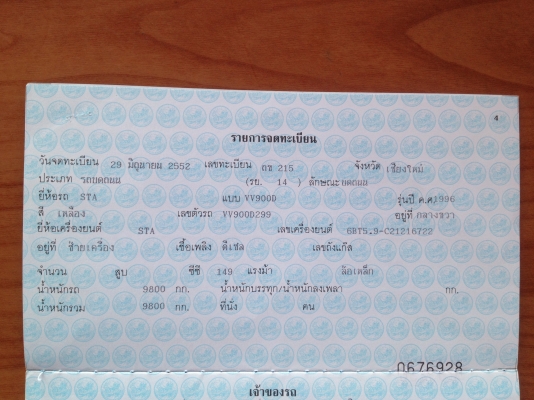 4
รายการจดทะเบียน
วันจดทะเบียน 29 มิถุนายน 2552 เลขทะเบียน ถข 215 จังหวัด เชียงใหม่
ประเภท รถบดถนน (รย. 14 ) ลักษณะบดถนน
ยี่ห้อรถ STA แบบ VV900D รุ่นปี ค.ศ.1996
สี เหลือง เลขตัวรถ VV900D299 อยู่ที่ กลางขวา
ยี่ห้อเครื่องยนต์ STA เลขเครื่องยนต์ 6BT5.9-C21216722
อยู่ที่ ซ้ายเครื่อง เชื้อเพลิง ดีเซล เลขถังแก๊ส
จำนวน สูบ ซีซี 149 แรงม้า ล้อเหล็ก
น้ำหนักรถ 9800 กก. น้ำหนักบรรทุก/น้ำหนักลงเพลา กก.
น้ำหนักรวม 9800 กก. ที่นั่ง คน
0676928
เจ้าของรถ